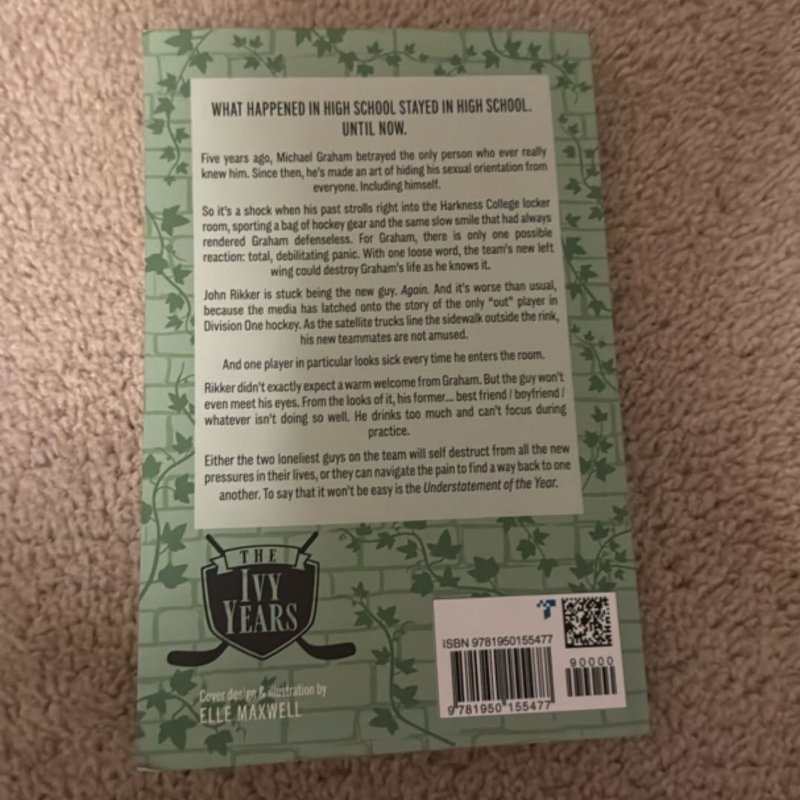 WHAT HAPPENED IN HIGH SCHOOL STAYED IN HIGH SCHOOL.
UNTIL NOW.
Five years ago, Michael Graham betrayed the only person who ever really
knew him. Since then, he's made an art of hiding his sexual orientation from
everyone. Including himself.
So it's a shock when his past strolls right into the Harkness College locker
room, sporting a bag of hockey gear and the same slow smile that had always
rendered Graham defenseless. For Graham, there is only one possible
reaction: total, debilitating panic. With one loose word, the team's new left
wing could destroy Graham's life as he knows it.
John Rikker is stuck being the new guy. Again. And it's worse than usual,
because the media has latched onto the story of the only "out" player in
Division One hockey. As the satellite trucks line the sidewalk outside the rink,
his new teammates are not amused.
And one player in particular looks sick every time he enters the room.
Rikker didn't exactly expect a warm welcome from Graham. But the guy won't
even meet his eyes. From the looks of it, his former... best friend / boyfriend /
whatever isn't doing so well. He drinks too much and can't focus during
practice.
Either the two loneliest guys on the team will self destruct from all the new
pressures in their lives, or they can navigate the pain to find a way back to one
another. To say that it won't be easy is the Understatement of the Year.
THE
IVY
YEARS
Cover design & illustration by
ELLE MAXWELL
ISBN 9781950155477
90000
9 781950 155477